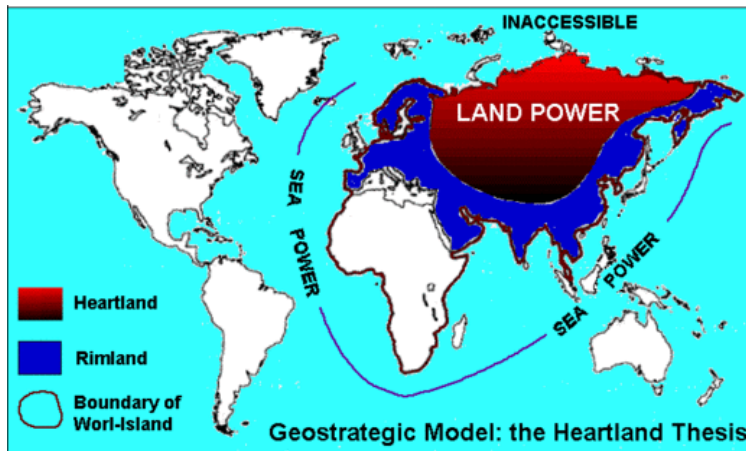 INACCESSIBLE
LAND POWER
SEA POWER
SEA POWER
Heartland
Rimland
Boundary of
Worl-Island
Geostrategic Model: the Heartland Thesis